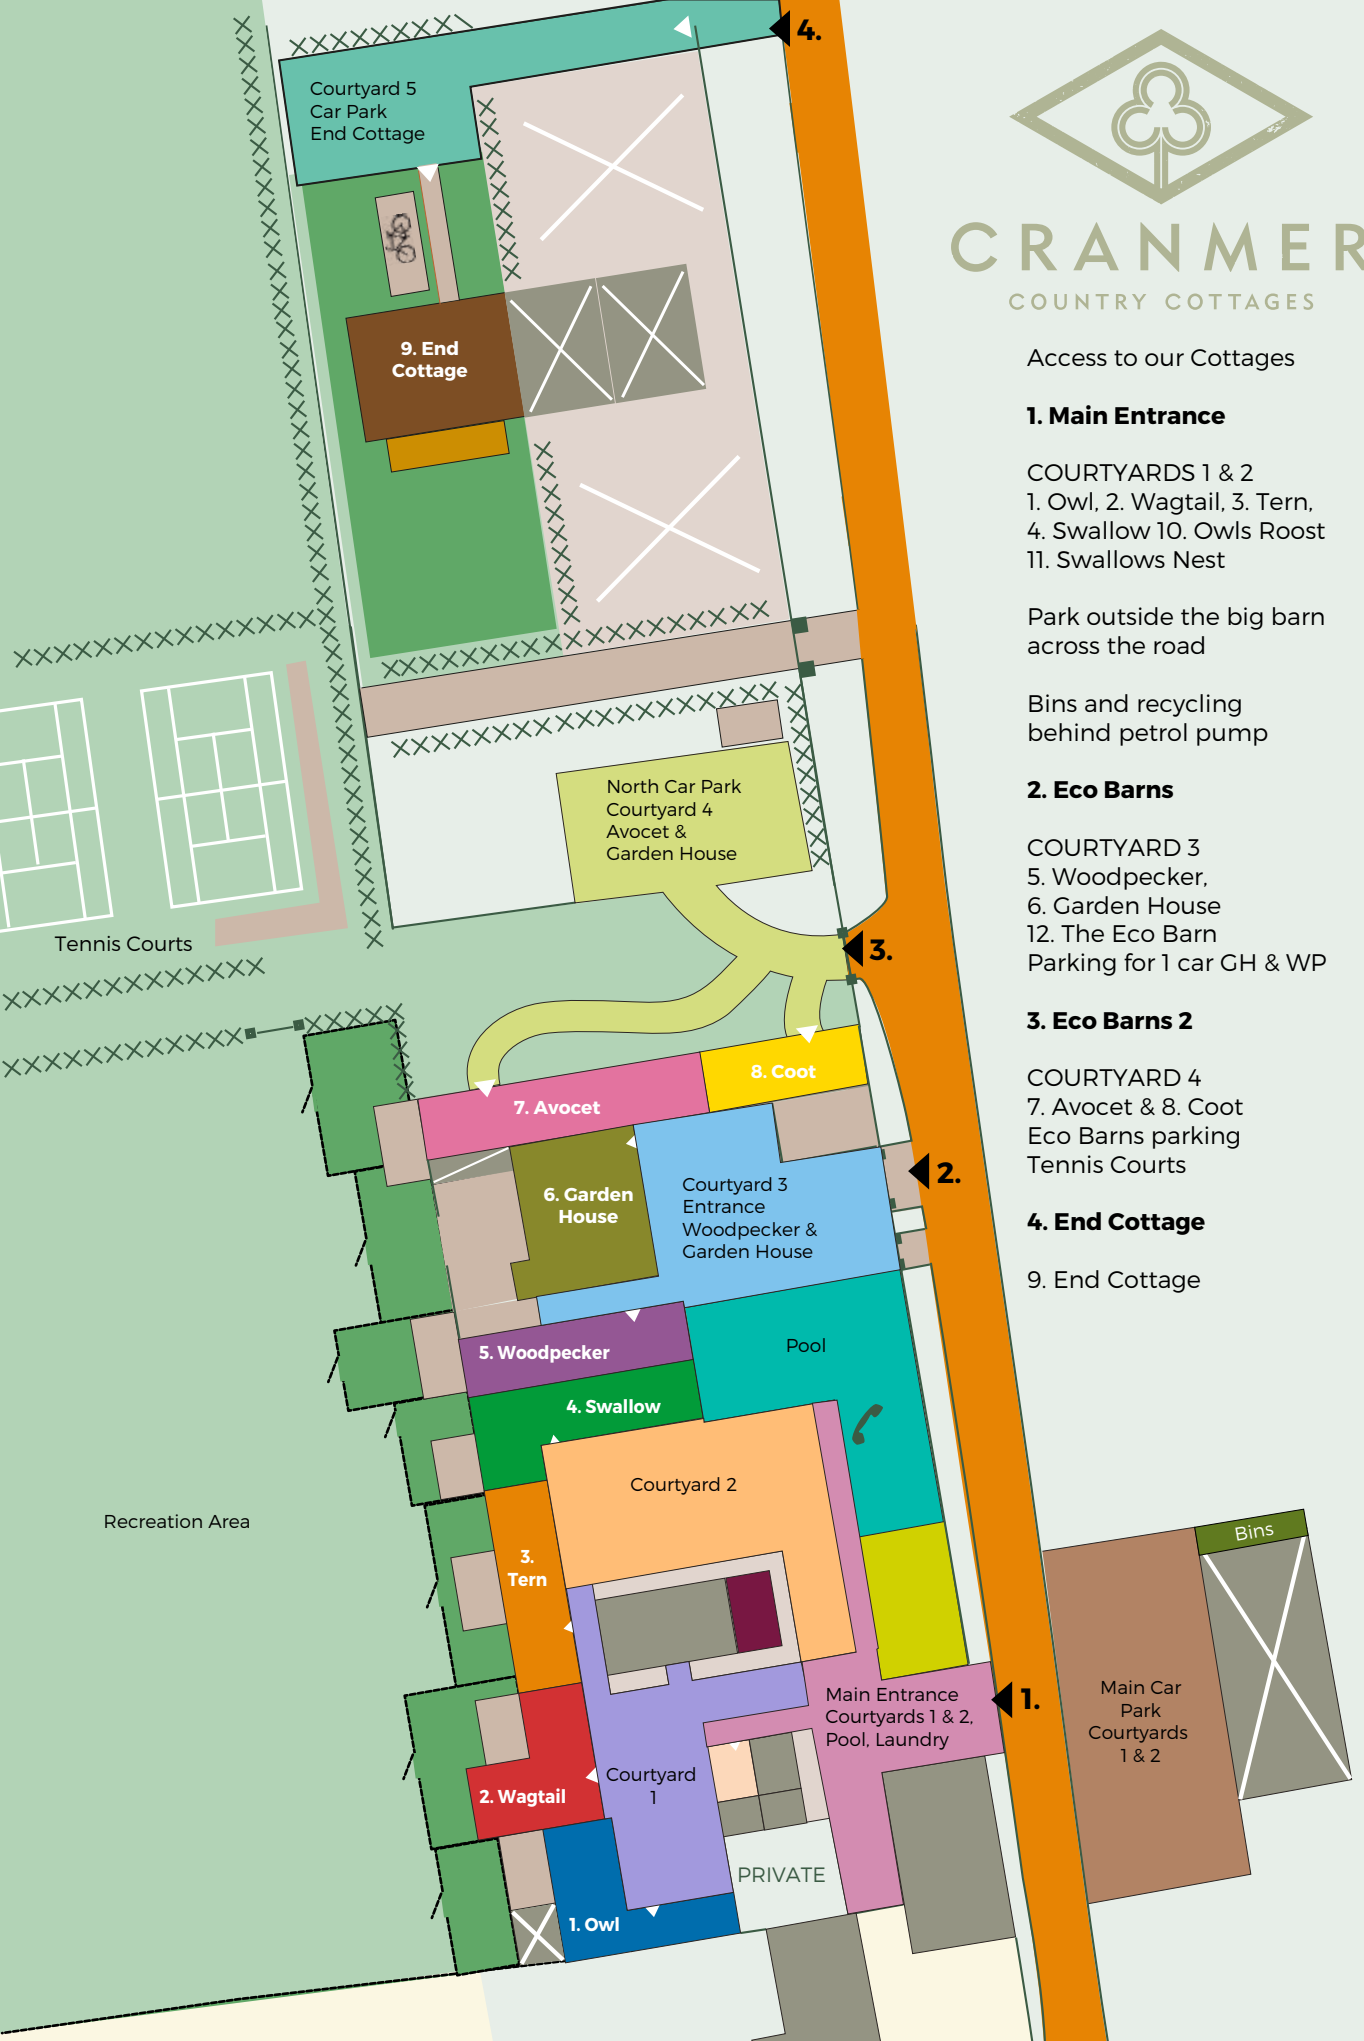 4.
Courtyard 5
Car Park
End Cottage
9. End
Cottage
CRANMER
COUNTRY COTTAGES
Access to our Cottages
1. Main Entrance
COURTYARDS 1 & 2
1. Owl, 2. Wagtail, 3. Tern,
4. Swallow 10. Owls Roost
11. Swallows Nest
Park outside the big barn
across the road
Bins and recycling
behind petrol pump
2. Eco Barns
COURTYARD 3
5. Woodpecker,
6. Garden House
12. The Eco Barn
Parking for 1 car GH & WP
3. Eco Barns 2
COURTYARD 4
7. Avocet & 8. Coot
Eco Barns parking
Tennis Courts
4. End Cottage
9. End Cottage
North Car Park
Courtyard 4
Avocet &
Garden House
Tennis Courts
3.
8. Coot
7. Avocet
2.
6. Garden
House
Courtyard 3
Entrance
Woodpecker &
Garden House
5. Woodpecker
Pool
4. Swallow
Courtyard 2
Recreation Area
3.
Tern
Bins
Main Entrance
Courtyards 1 & 2,
Pool, Laundry
1.
Main Car
Park
Courtyards
1 & 2
2. Wagtail
Courtyard
1
PRIVATE
1. Owl